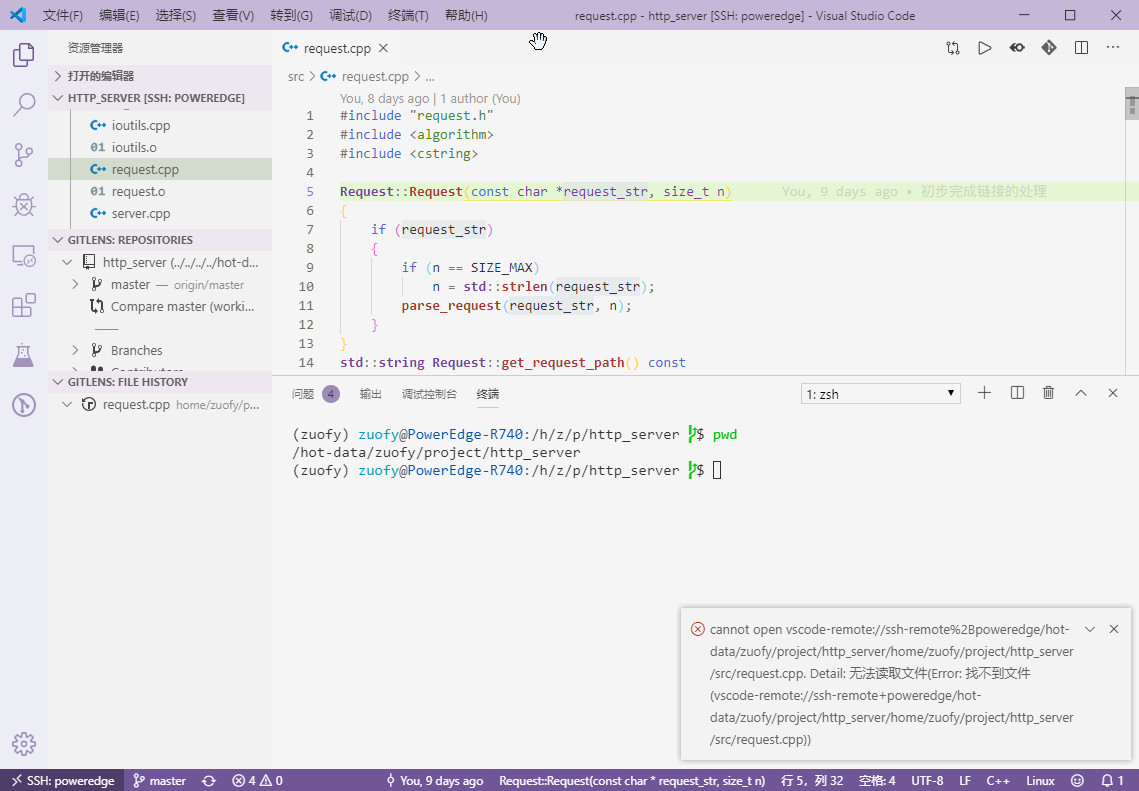 文件(F) 编辑(E) 选择(S) 查看(V) 转到(G) 调试(D) 终端(T) 帮助(H) request.cpp - http_server [SSH: poweredge] - Visual Studio Code
资源管理器
打开的编辑器
HTTP_SERVER [SSH: POWEREDGE]
C++ ioutils.cpp
01 ioutils.o
C++ request.cpp
01 request.o
C++ server.cpp
GITLENS: REPOSITORIES
http_server (../../../../hot-d...
master — origin/master
Compare master (worki...
Branches
Contributors
GITLENS: FILE HISTORY
request.cpp home/zuofy/p...
C++ request.cpp
src > C++ request.cpp > ...
You, 8 days ago | 1 author (You)
1 #include "request.h"
2 #include <algorithm>
3 #include <cstring>
4
5 Request::Request(const char *request_str, size_t n) You, 9 days ago • 初步完成链接的处理
6 {
7 if (request_str)
8 {
9 if (n == SIZE_MAX)
10 n = std::strlen(request_str);
11 parse_request(request_str, n);
12 }
13 }
14 std::string Request::get_request_path() const
问题 4 输出 调试控制台 终端 1: zsh
(zuofy) zuofy@PowerEdge-R740:/h/z/p/http_server $ pwd
/hot-data/zuofy/project/http_server
(zuofy) zuofy@PowerEdge-R740:/h/z/p/http_server $
cannot open vscode-remote://ssh-remote%2Bpoweredge/hot-
data/zuofy/project/http_server/home/zuofy/project/http_server
/src/request.cpp. Detail: 无法读取文件(Error: 找不到文件
(vscode-remote://ssh-remote+poweredge/hot-
data/zuofy/project/http_server/home/zuofy/project/http_server
/src/request.cpp))
SSH: poweredge master 4 0 You, 9 days ago Request::Request(const char * request_str, size_t n) 行 5，列 32 空格: 4 UTF-8 LF C++ Linux 1